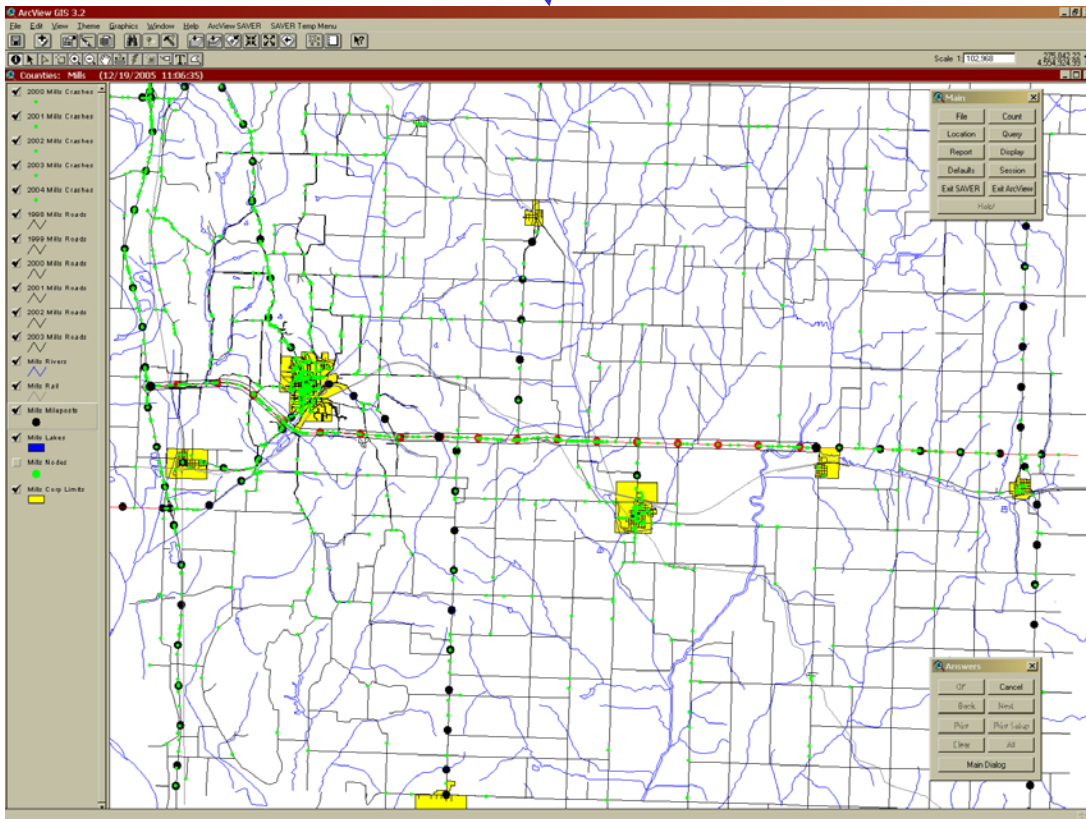 ArcView GIS 3.2
File Edit View Theme Graphics Window Help ArcView SAVER SAVER Temp Menu
Scale 1: 102,968
Counties: Mills (12/19/2005 11:06:35)
2000 Mills Crashes
2001 Mills Crashes
2002 Mills Crashes
2003 Mills Crashes
2004 Mills Crashes
1998 Mills Roads
1999 Mills Roads
2000 Mills Roads
2001 Mills Roads
2002 Mills Roads
2003 Mills Roads
Mills Rivers
Mills Rail
Mills Mileposts
Mills Lakes
Mills Nodes
Mills Corp Limits
Main
File Count
Location Query
Report Display
Defaults Session
Exit SAVER Exit ArcView
Help!
Answers
Cancel
Back Next
Print Print Setup
Clear All
Main Dialog